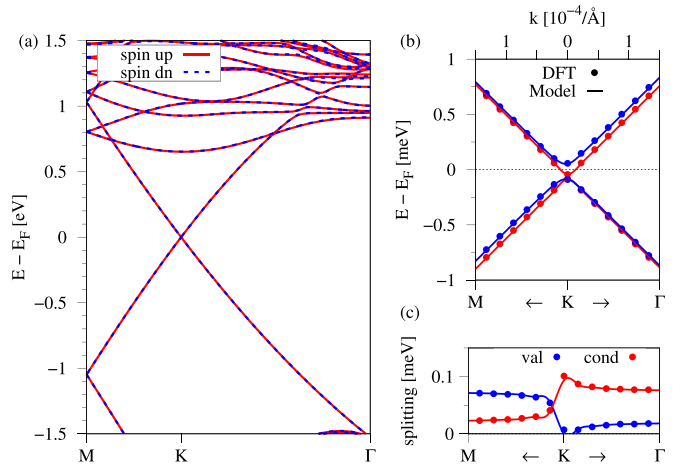 (a)
1.5
1
0.5
0
−0.5
−1
−1.5
E − E_F [eV]
spin up
spin dn
M
K
Γ
(b)
k [10^−4/Å]
1
0
1
1
0.5
0
−0.5
−1
E − E_F [meV]
DFT
Model
M
←
K
→
Γ
(c)
splitting [meV]
0.1
0
val
cond
M
←
K
→
Γ